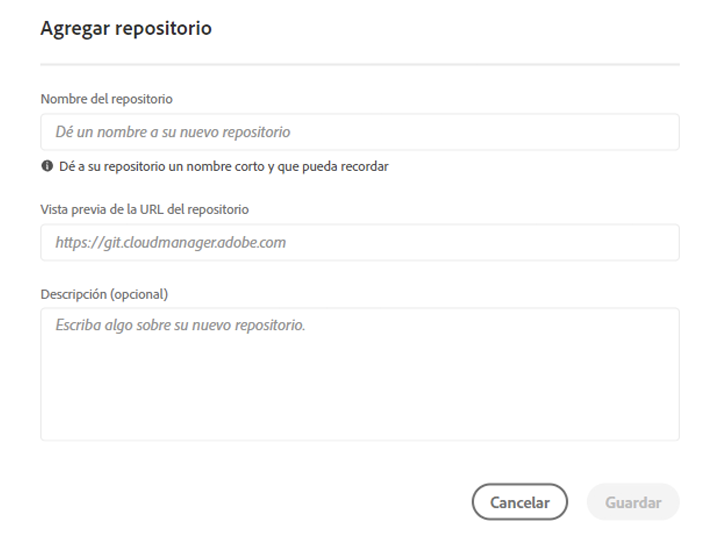 Agregar repositorio
Nombre del repositorio
Dé un nombre a su nuevo repositorio
Dé a su repositorio un nombre corto y que pueda recordar
Vista previa de la URL del repositorio
https://git.cloudmanager.adobe.com
Descripción (opcional)
Escriba algo sobre su nuevo repositorio.
Cancelar Guardar